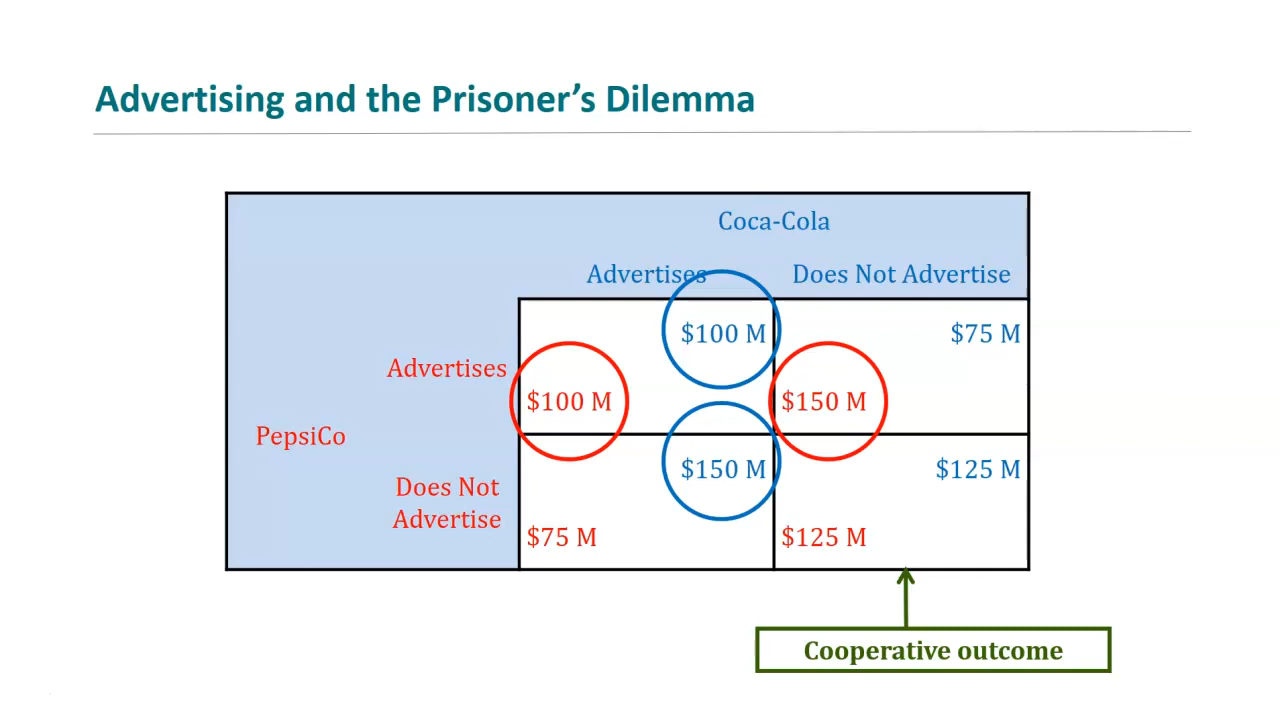 Advertising and the Prisoner’s Dilemma
Coca-Cola
Advertises
Does Not Advertise
$100 M
$75 M
Advertises
$100 M
$150 M
PepsiCo
$150 M
$125 M
Does Not
Advertise
$75 M
$125 M
Cooperative outcome